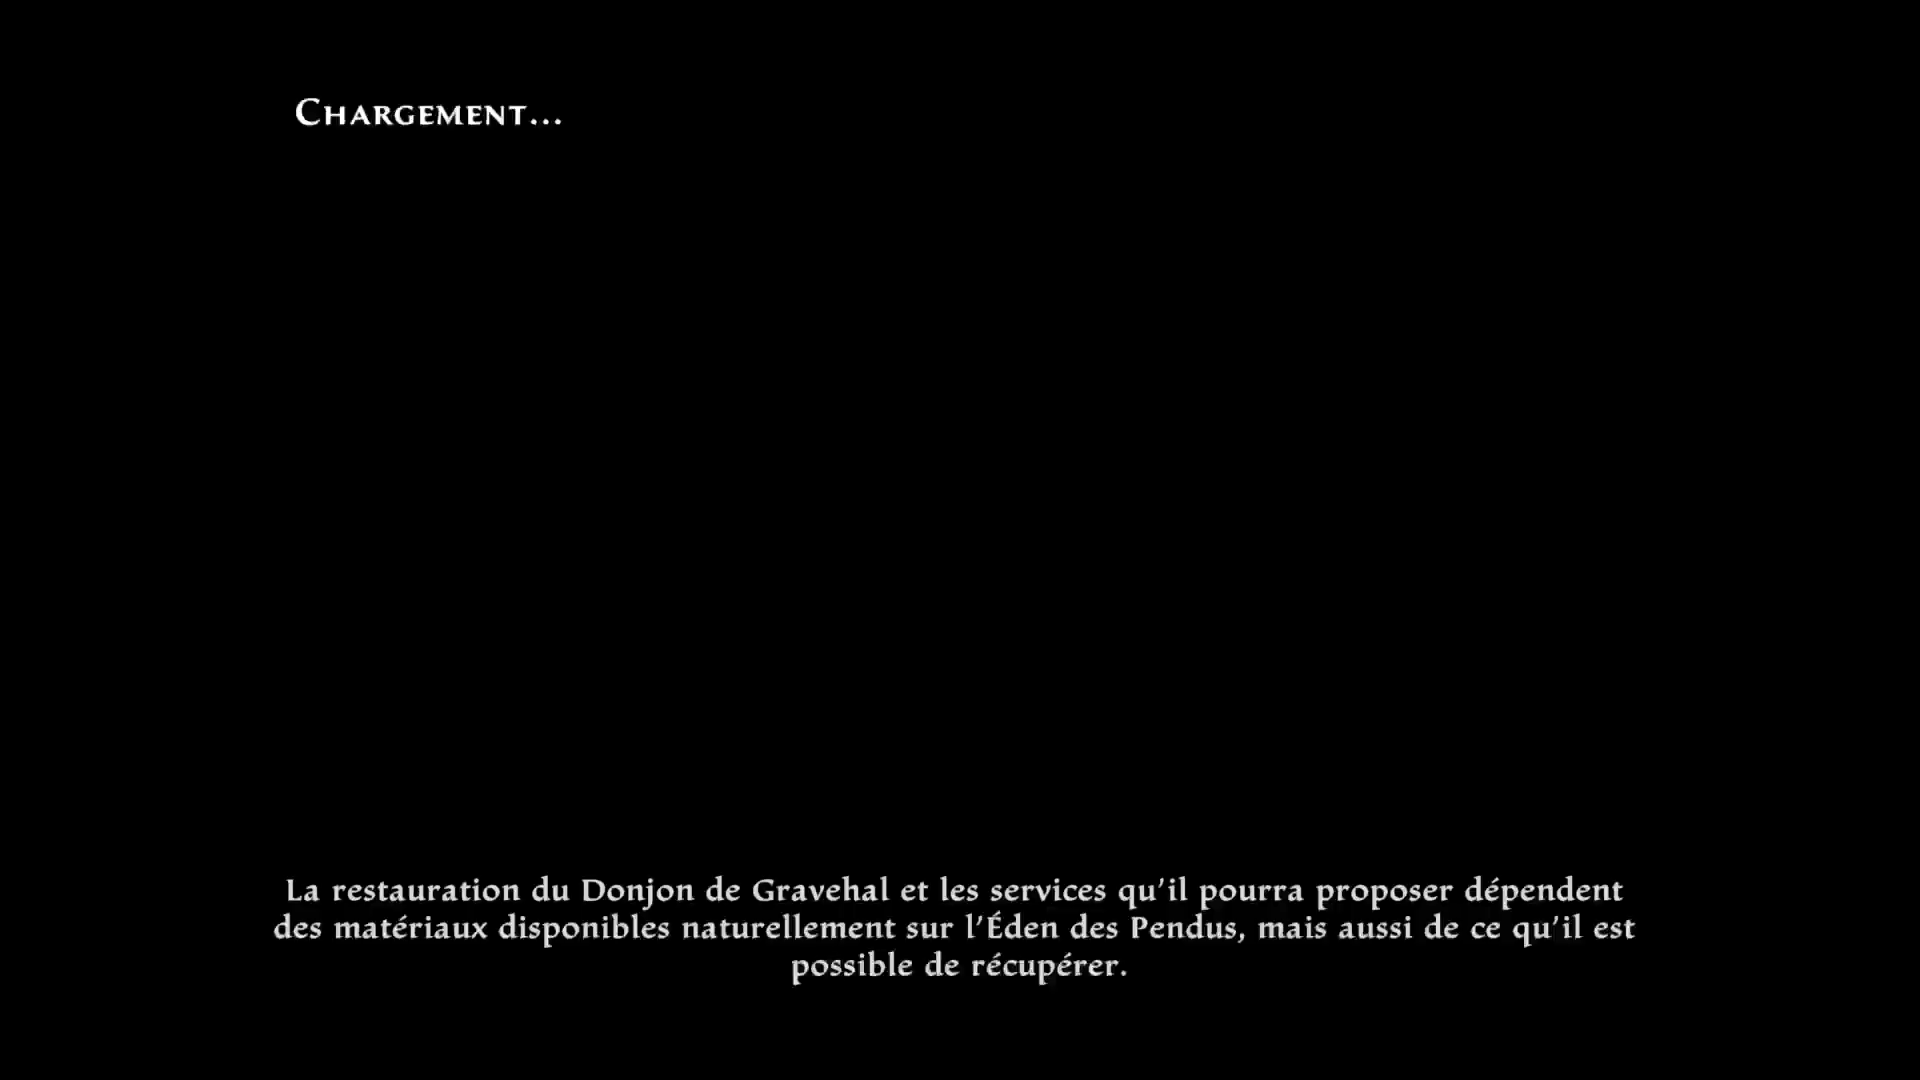 Chargement...
La restauration du Donjon de Gravehal et les services qu'il pourra proposer dépendent
des matériaux disponibles naturellement sur l'Éden des Pendus, mais aussi de ce qu'il est
possible de récupérer.